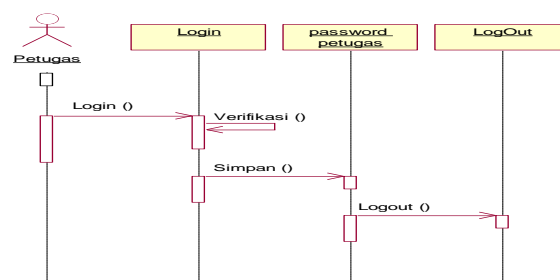 Login
password
petugas
LogOut
Petugas
Login ()
Verifikasi ()
Simpan ()
Logout ()